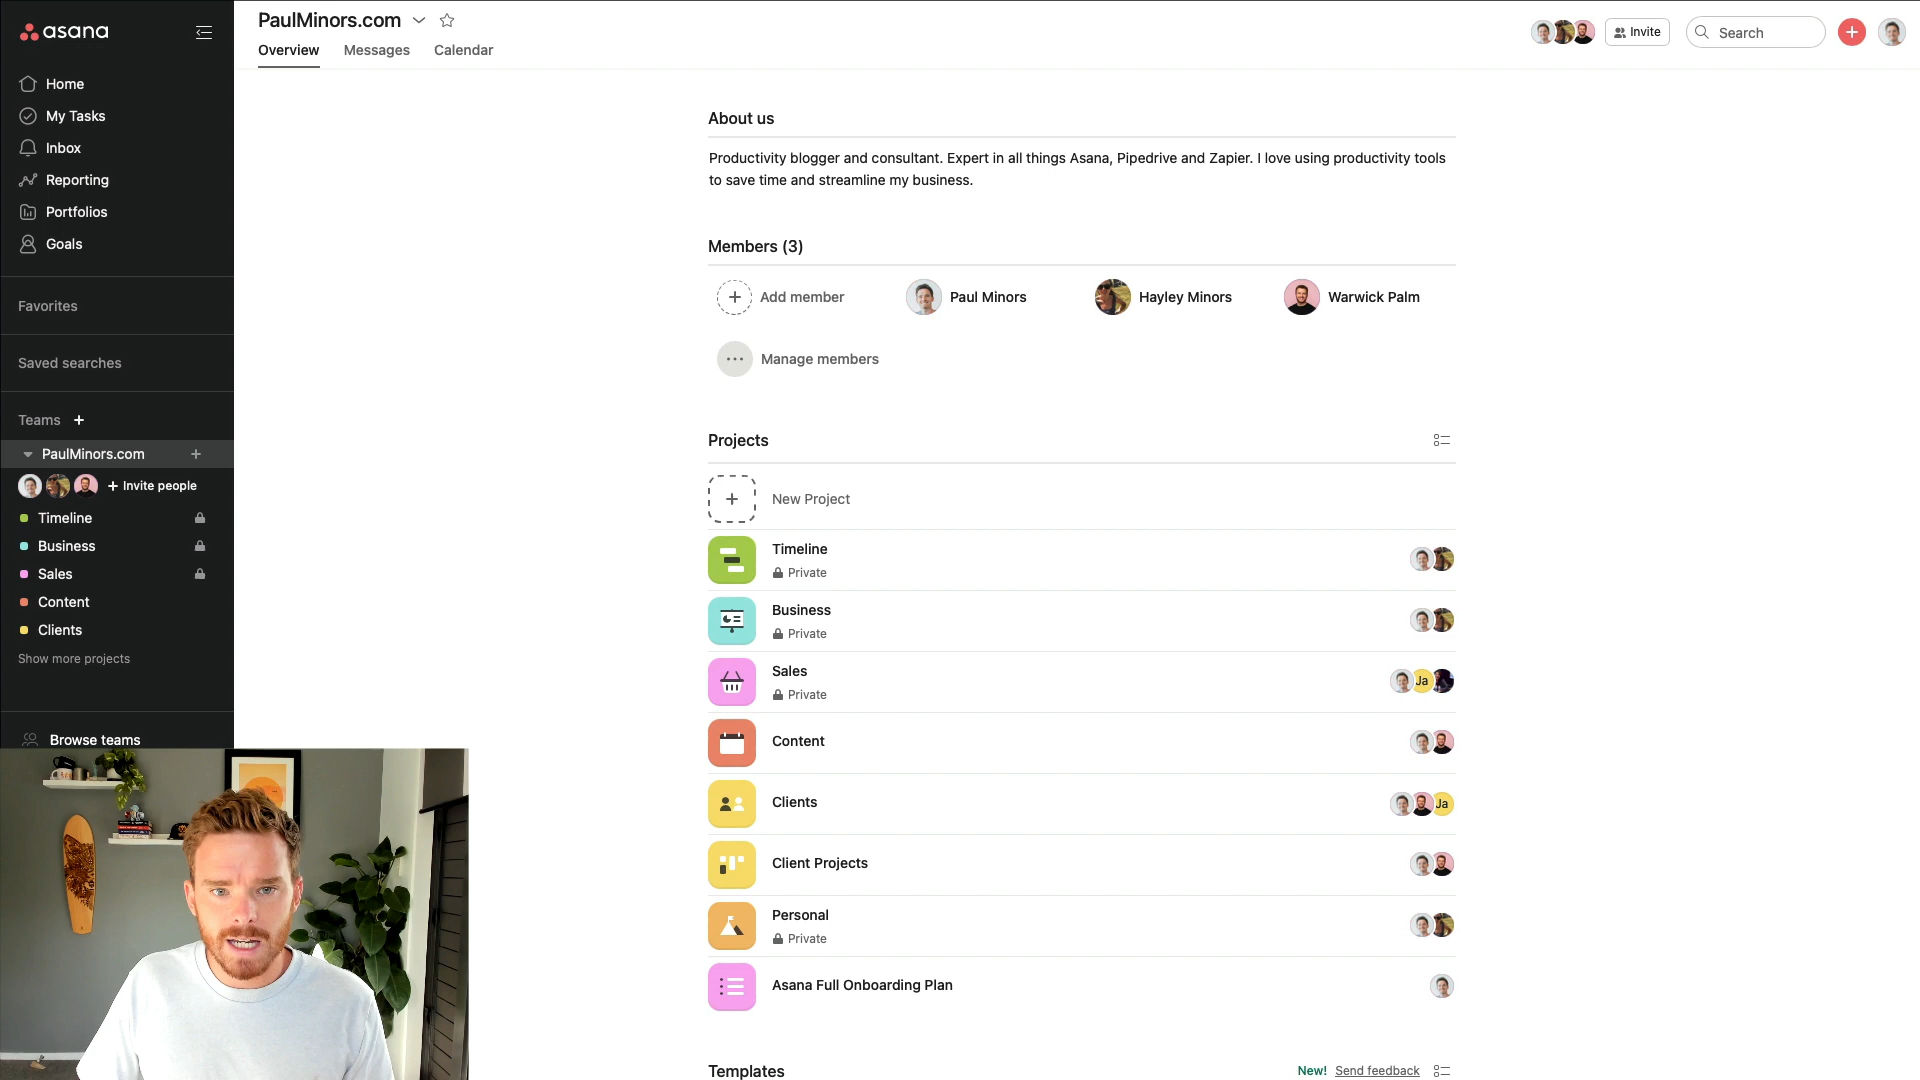 asana
Home
My Tasks
Inbox
Reporting
Portfolios
Goals
Favorites
Saved searches
Teams
PaulMinors.com
Invite people
Timeline
Business
Sales
Content
Clients
Show more projects
Browse teams
PaulMinors.com
Overview Messages Calendar
Invite
Search
About us
Productivity blogger and consultant. Expert in all things Asana, Pipedrive and Zapier. I love using productivity tools
to save time and streamline my business.
Members (3)
Add member Paul Minors Hayley Minors Warwick Palm
Manage members
Projects
New Project
Timeline
Private
Business
Private
Sales
Private
Ja
Content
Clients
Ja
Client Projects
Personal
Private
Asana Full Onboarding Plan
Templates
New! Send feedback